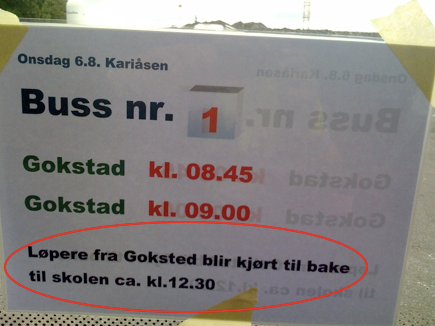 Onsdag 6.8. Kariåsen
Buss nr. 1
Gokstad kl. 08.45
Gokstad kl. 09.00
Løpere fra Goksted blir kjørt til bake
til skolen ca. kl.12.30